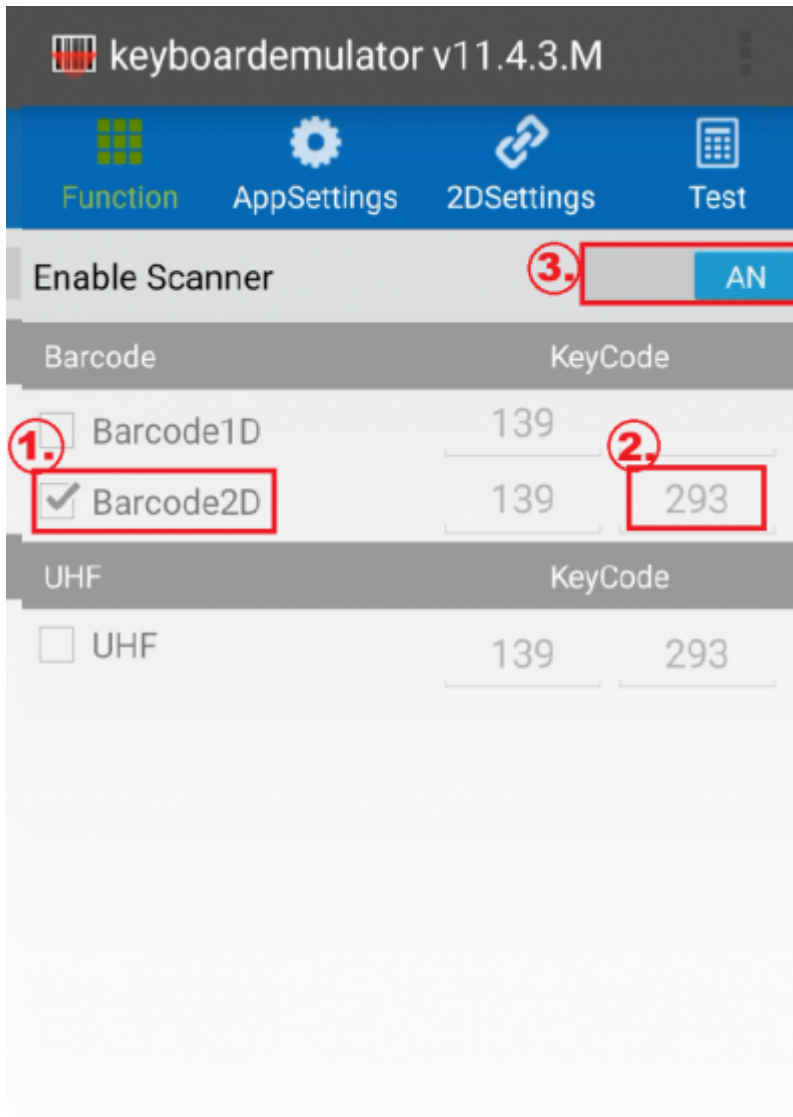 keyboardemulator v11.4.3.M
Function AppSettings 2DSettings Test
Enable Scanner 3. AN
Barcode KeyCode
1. Barcode1D 139 2.
Barcode2D 139 293
UHF KeyCode
UHF 139 293